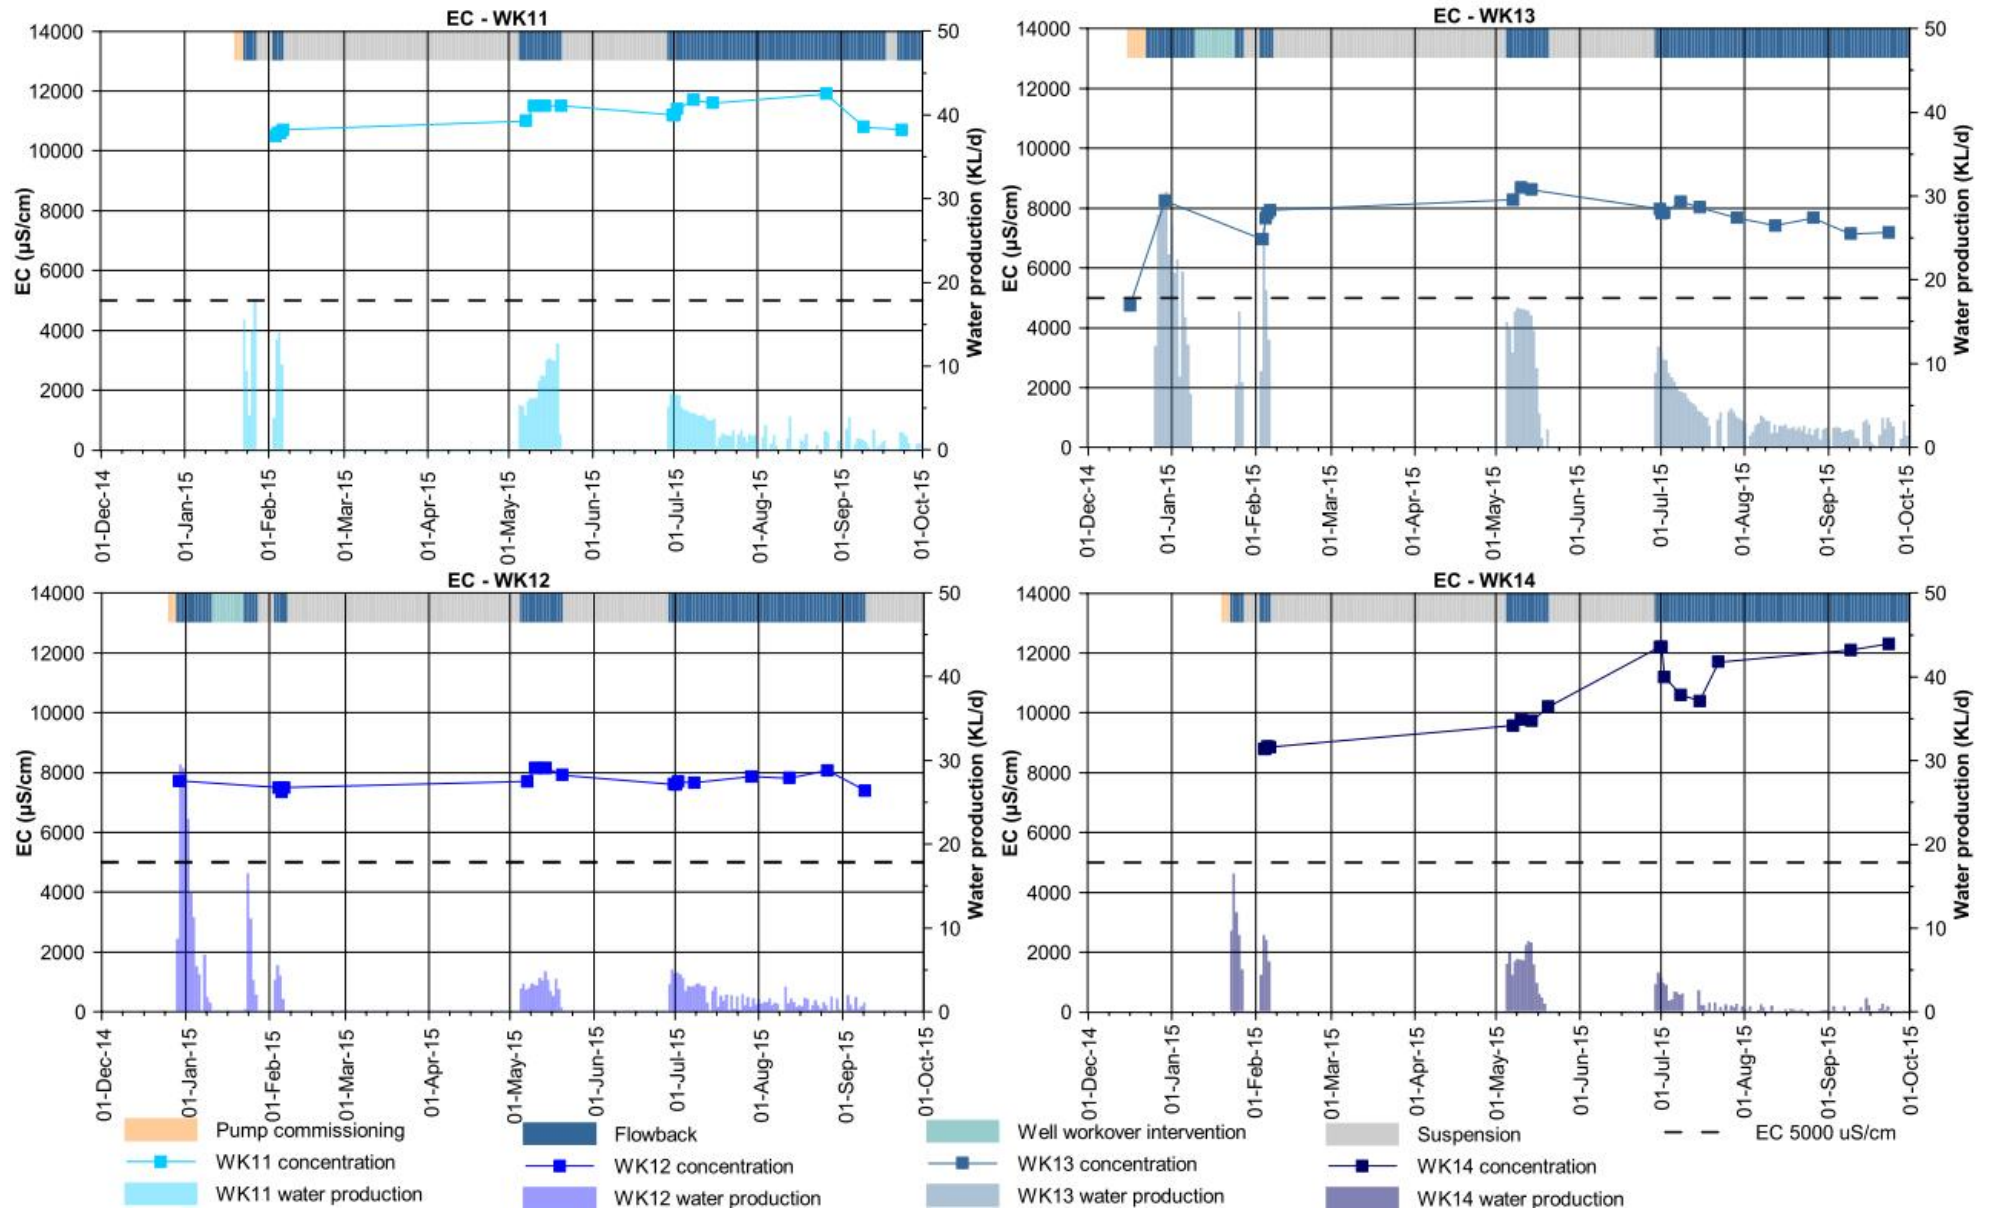 EC - WK11
14000
12000
10000
8000
6000
4000
2000
0
EC (µS/cm)
50
40
30
20
10
0
Water production (KL/d)
01-Dec-14
01-Jan-15
01-Feb-15
01-Mar-15
01-Apr-15
01-May-15
01-Jun-15
01-Jul-15
01-Aug-15
01-Sep-15
01-Oct-15
EC - WK13
14000
12000
10000
8000
6000
4000
2000
0
EC (µS/cm)
50
40
30
20
10
0
Water production (KL/d)
01-Dec-14
01-Jan-15
01-Feb-15
01-Mar-15
01-Apr-15
01-May-15
01-Jun-15
01-Jul-15
01-Aug-15
01-Sep-15
01-Oct-15
EC - WK12
14000
12000
10000
8000
6000
4000
2000
0
EC (µS/cm)
50
40
30
20
10
0
Water production (KL/d)
01-Dec-14
01-Jan-15
01-Feb-15
01-Mar-15
01-Apr-15
01-May-15
01-Jun-15
01-Jul-15
01-Aug-15
01-Sep-15
01-Oct-15
EC - WK14
14000
12000
10000
8000
6000
4000
2000
0
EC (µS/cm)
50
40
30
20
10
0
Water production (KL/d)
01-Dec-14
01-Jan-15
01-Feb-15
01-Mar-15
01-Apr-15
01-May-15
01-Jun-15
01-Jul-15
01-Aug-15
01-Sep-15
01-Oct-15
Pump commissioning
Flowback
Well workover intervention
Suspension
EC 5000 uS/cm
WK11 concentration
WK12 concentration
WK13 concentration
WK14 concentration
WK11 water production
WK12 water production
WK13 water production
WK14 water production